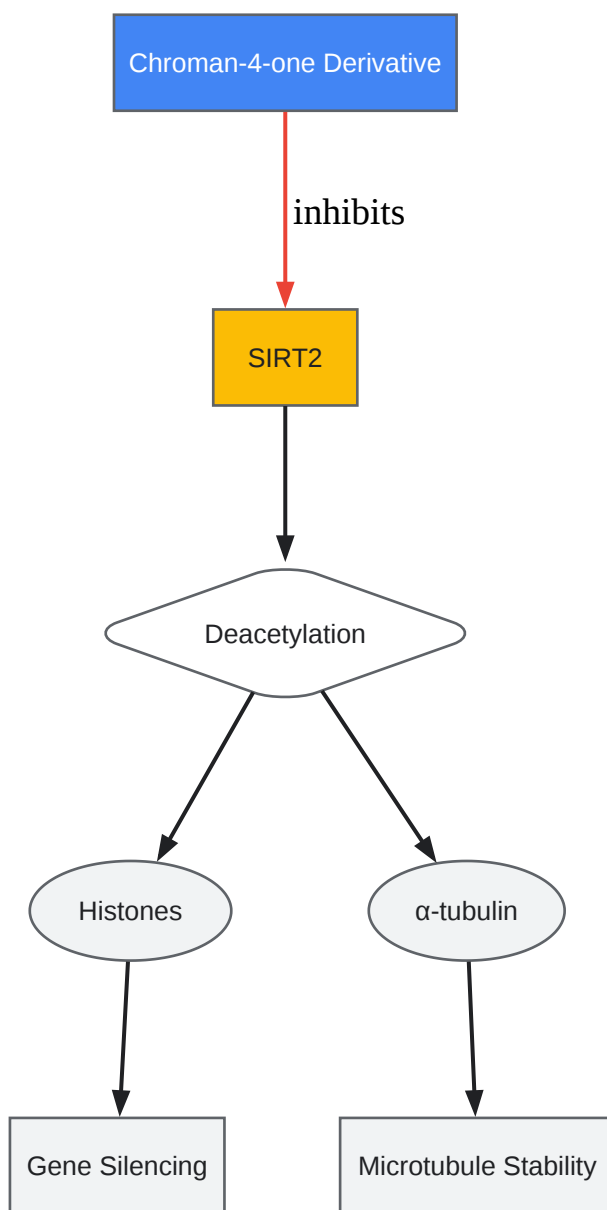 Chroman-4-one Derivative
inhibits
SIRT2
Deacetylation
Histones
α-tubulin
Gene Silencing
Microtubule Stability